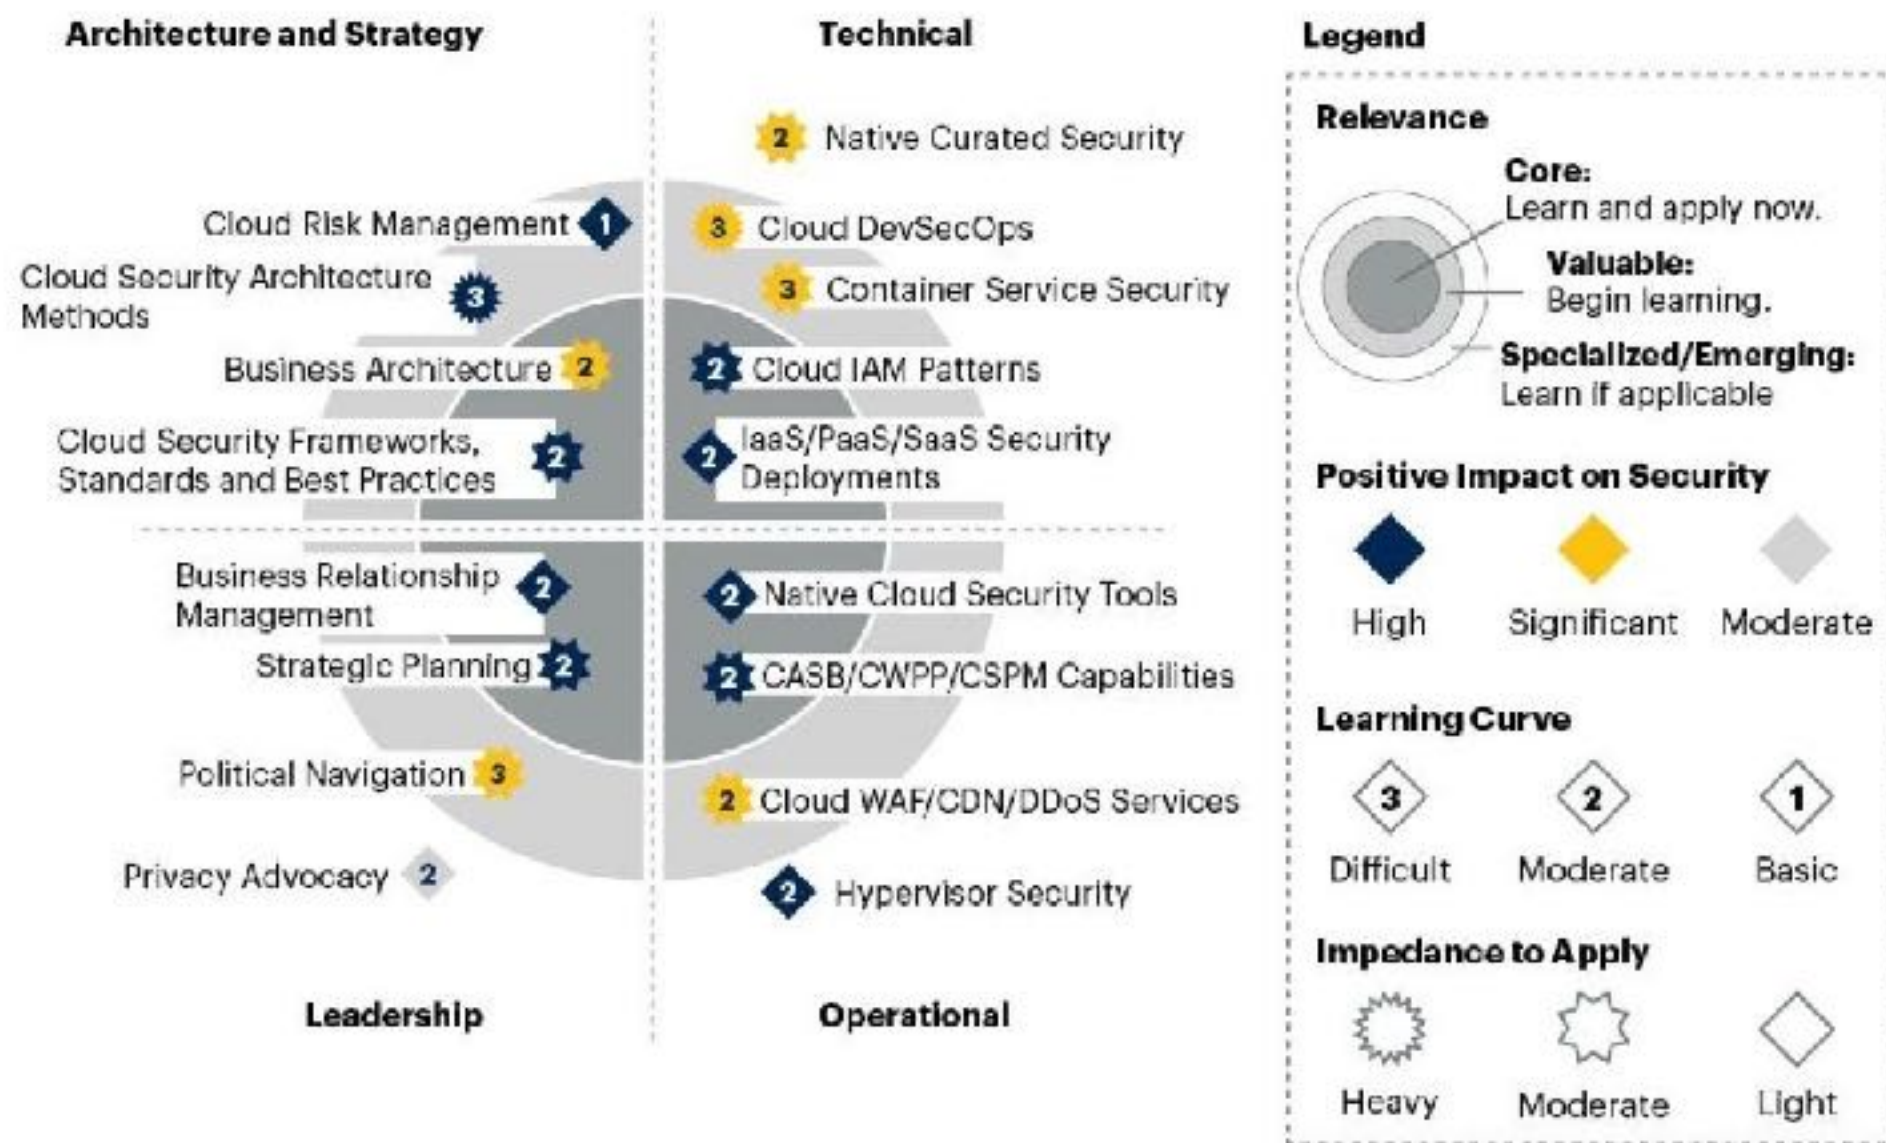 Architecture and Strategy
Technical
2 Native Curated Security
Cloud Risk Management 1
3 Cloud DevSecOps
Cloud Security Architecture
Methods
3
3 Container Service Security
Business Architecture 2
2 Cloud IAM Patterns
Cloud Security Frameworks,
Standards and Best Practices
2
2
IaaS/PaaS/SaaS Security
Deployments
Business Relationship
Management
2
2 Native Cloud Security Tools
Strategic Planning 2
2 CASB/CWPP/CSPM Capabilities
Political Navigation 3
2 Cloud WAF/CDN/DDoS Services
Privacy Advocacy 2
2 Hypervisor Security
Leadership
Operational
Legend
Relevance
Core:
Learn and apply now.
Valuable:
Begin learning.
Specialized/Emerging:
Learn if applicable
Positive Impact on Security
High Significant Moderate
Learning Curve
3 2 1
Difficult Moderate Basic
Impedance to Apply
Heavy Moderate Light